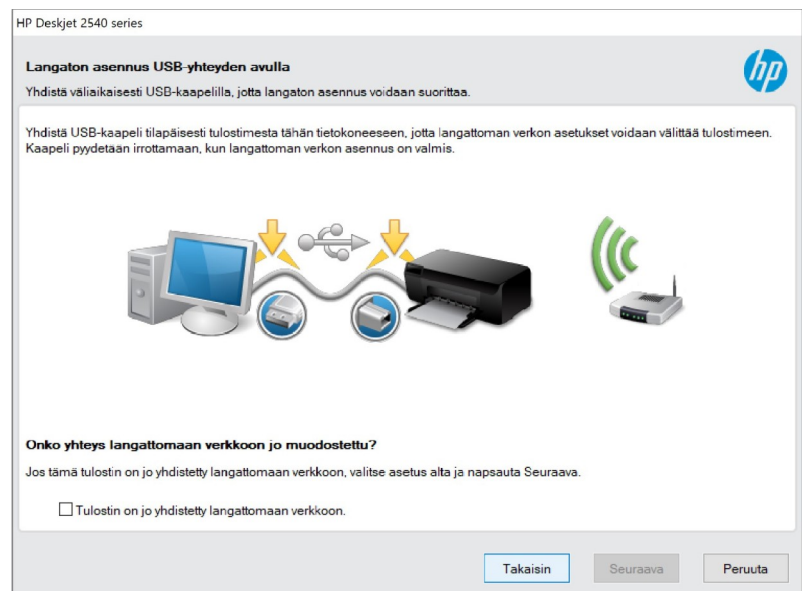 HP Deskjet 2540 series
Langaton asennus USB-yhteyden avulla
hp
Yhdistä väliaikaisesti USB-kaapelilla, jotta langaton asennus voidaan suorittaa.
Yhdistä USB-kaapeli tilapäisesti tulostimesta tähän tietokoneeseen, jotta langattoman verkon asetukset voidaan välittää tulostimeen.
Kaapeli pyydetään irrottamaan, kun langattoman verkon asennus on valmis.
Onko yhteys langattomaan verkkoon jo muodostettu?
Jos tämä tulostin on jo yhdistetty langattomaan verkkoon, valitse asetus alta ja napsauta Seuraava.
Tulostin on jo yhdistetty langattomaan verkkoon.
Takaisin Seuraava Peruuta